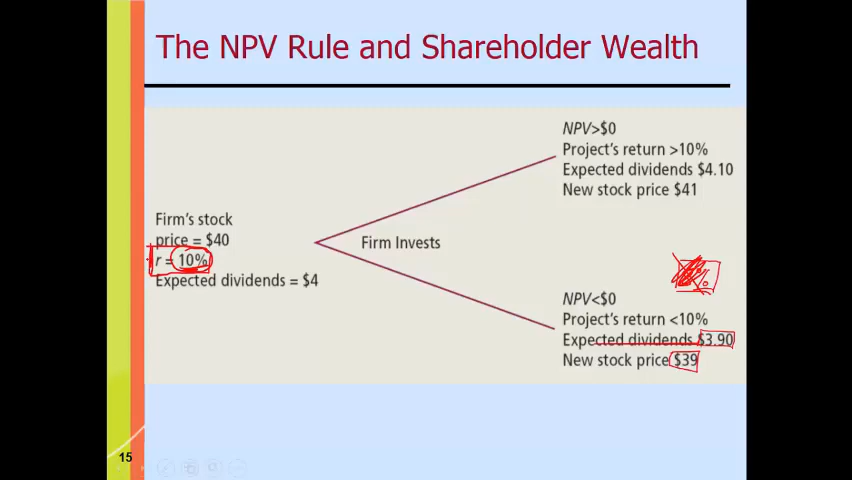 The NPV Rule and Shareholder Wealth
NPV>$0
Project's return >10%
Expected dividends $4.10
New stock price $41
Firm's stock
price = $40
r = 10%
Expected dividends = $4
Firm Invests
NPV<$0
Project's return <10%
Expected dividends $3.90
New stock price $39
15